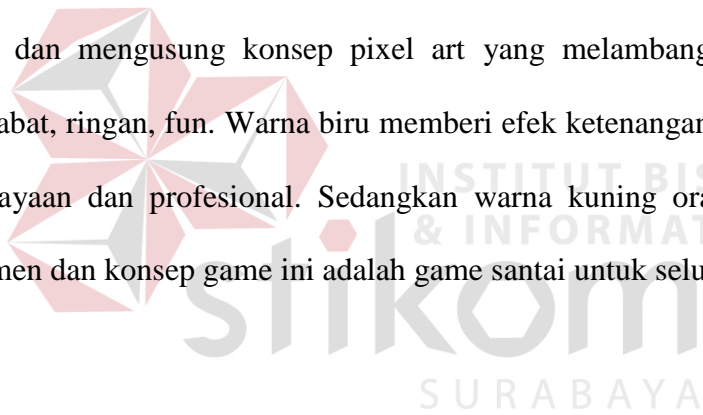 dan mengusung konsep pixel art yang melambang
abat, ringan, fun. Warna biru memberi efek ketenangan
ayaan dan profesional. Sedangkan warna kuning ora
men dan konsep game ini adalah game santai untuk selu
INSTITUT BIS
& INFORMAT
stikom
SURABAYA